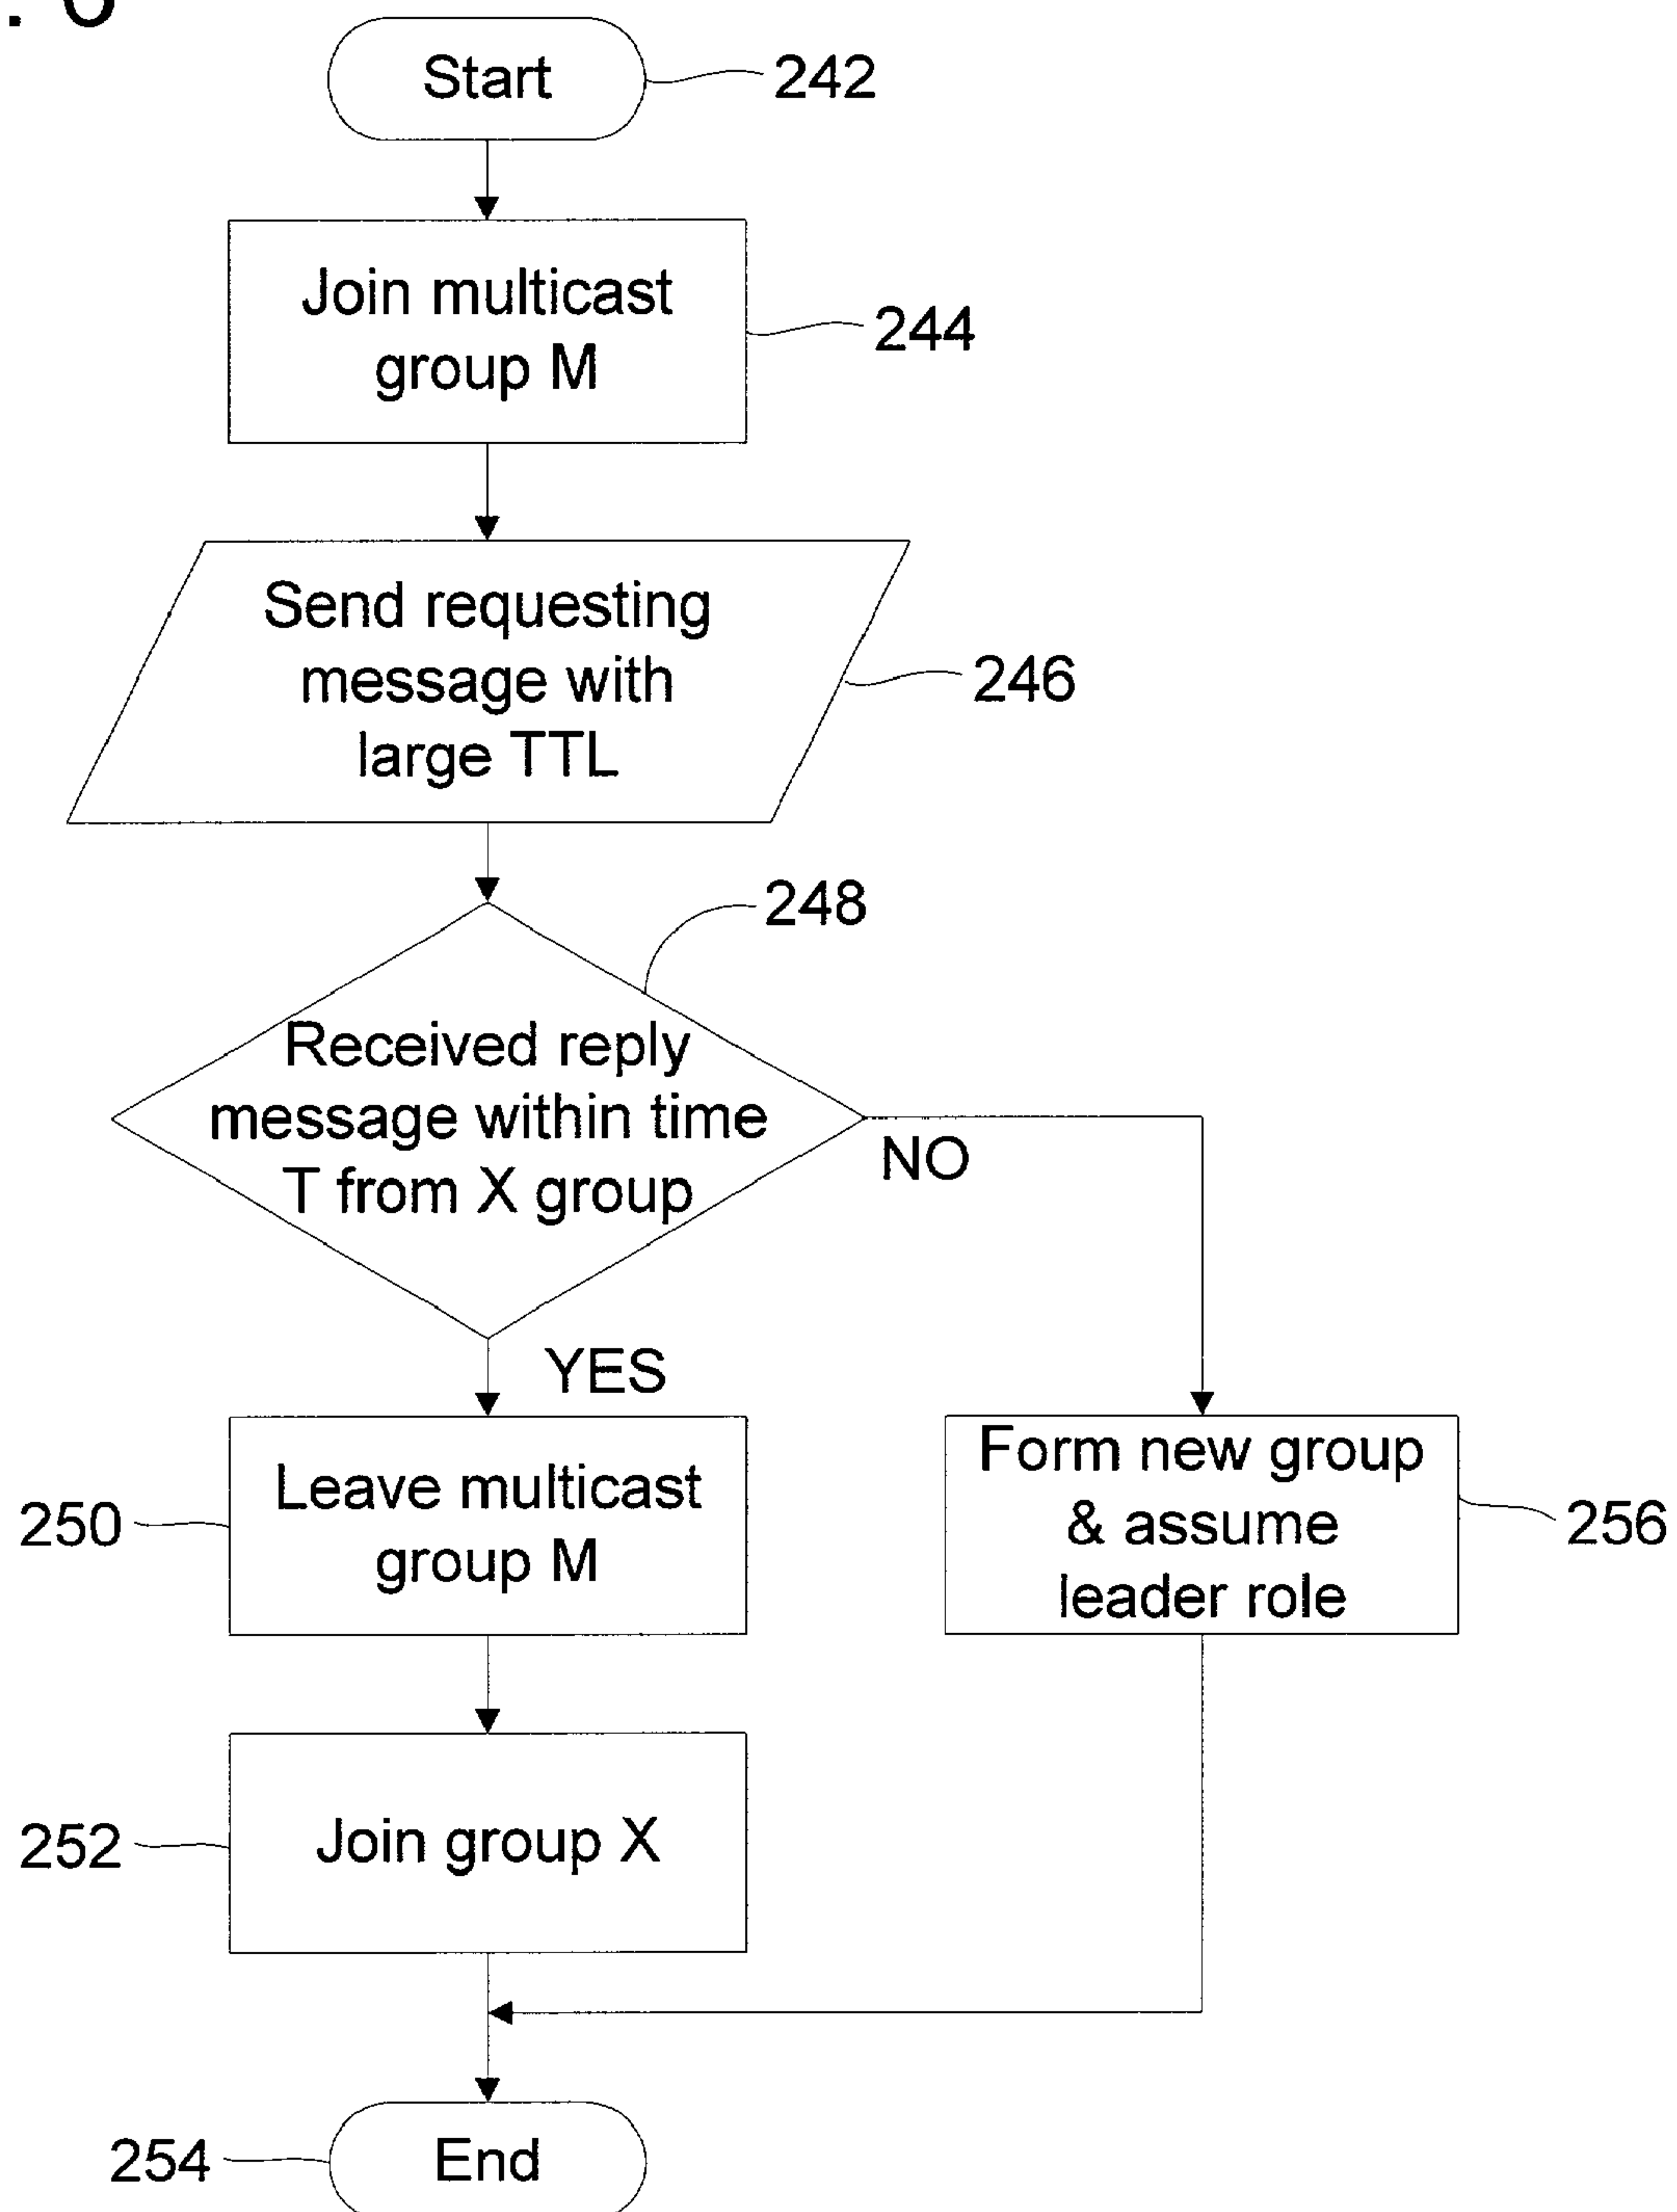 Start
242
Join multicast
group M
244
Send requesting
message with
large TTL
246
248
Received reply
message within time
T from X group
NO
YES
Leave multicast
group M
250
Form new group
& assume
leader role
256
Join group X
252
End
254